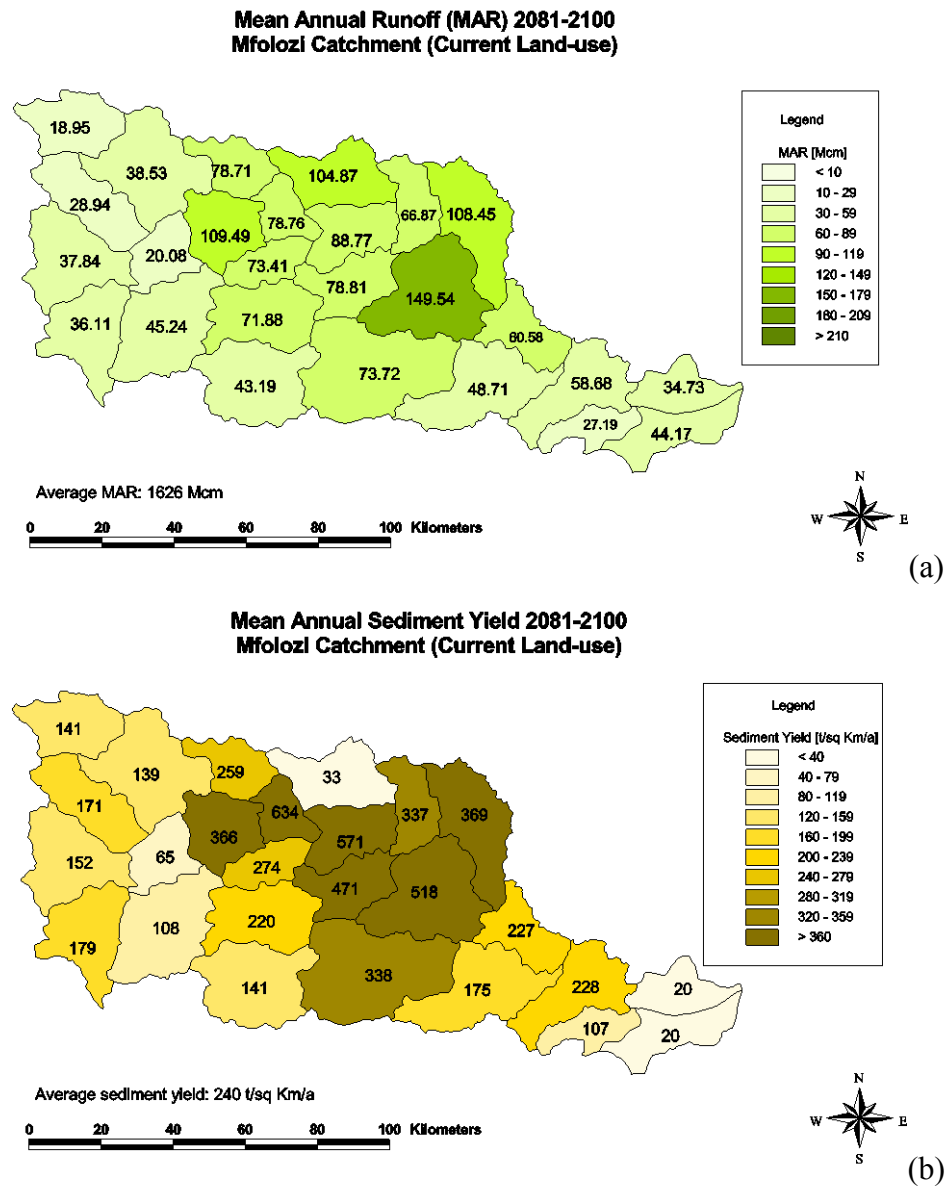 Mean Annual Runoff (MAR) 2081-2100
Mfolozi Catchment (Current Land-use)
Legend
MAR [Mcm]
< 10
10 - 29
30 - 59
60 - 89
90 - 119
120 - 149
150 - 179
180 - 209
> 210
18.95
38.53
78.71
104.87
28.94
109.49
78.76
66.87
108.45
88.77
37.84
20.08
73.41
78.81
149.54
36.11
45.24
71.88
60.58
43.19
73.72
48.71
58.68
34.73
27.19
44.17
Average MAR: 1626 Mcm
0 20 40 60 80 100 Kilometers
N
W E
S
(a)
Mean Annual Sediment Yield 2081-2100
Mfolozi Catchment (Current Land-use)
Legend
Sediment Yield [t/sq Km/a]
< 40
40 - 79
80 - 119
120 - 159
160 - 199
200 - 239
240 - 279
280 - 319
320 - 359
> 360
141
139
259
33
171
366
634
337
369
571
152
65
274
471
518
179
108
220
227
141
338
175
228
20
107
20
Average sediment yield: 240 t/sq Km/a
0 20 40 60 80 100 Kilometers
N
W E
S
(b)